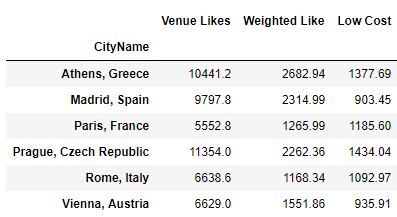 Venue Likes Weighted Like Low Cost
CityName
Athens, Greece 10441.2 2682.94 1377.69
Madrid, Spain 9797.8 2314.99 903.45
Paris, France 5552.8 1265.99 1185.60
Prague, Czech Republic 11354.0 2262.36 1434.04
Rome, Italy 6638.6 1168.34 1092.97
Vienna, Austria 6629.0 1551.86 935.91